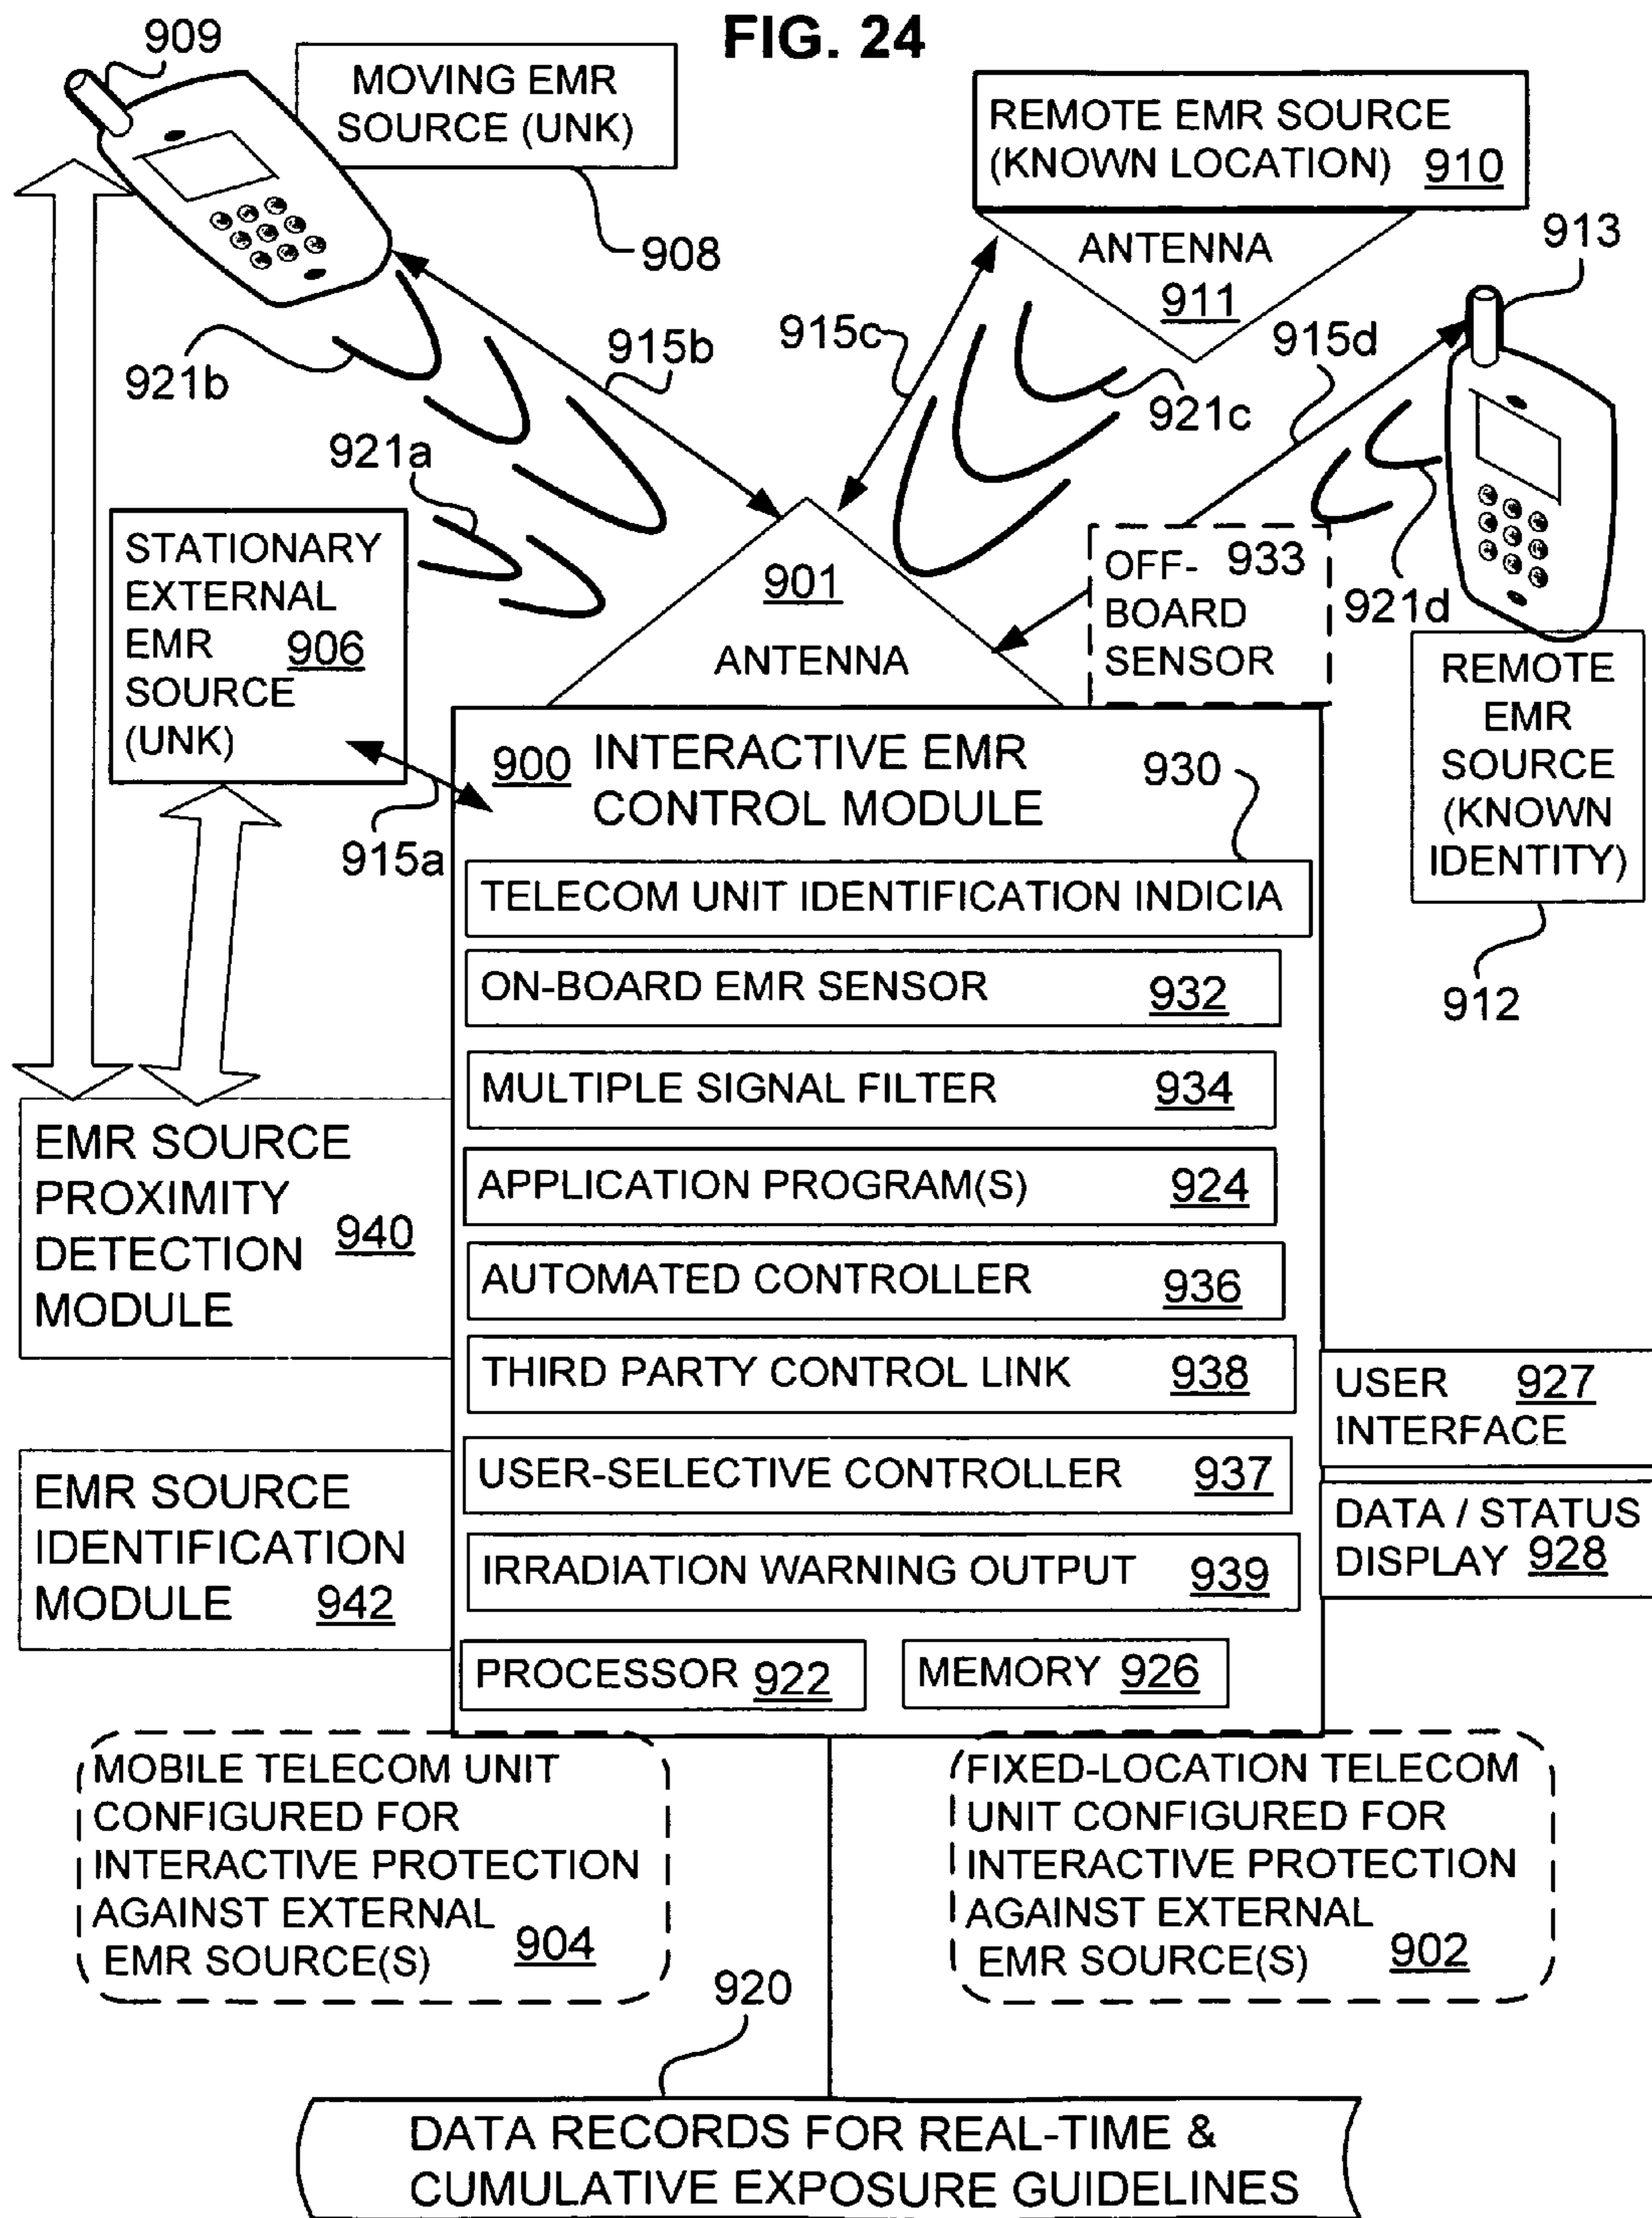 FIG. 24
909
MOVING EMR
SOURCE (UNK)
908
REMOTE EMR SOURCE
(KNOWN LOCATION) 910
ANTENNA
911
913
921b
915b
915c
921c
915d
921a
921d
STATIONARY
EXTERNAL
EMR 906
SOURCE
(UNK)
915a
901
ANTENNA
OFF- 933
BOARD
SENSOR
REMOTE
EMR
SOURCE
(KNOWN
IDENTITY)
912
900 INTERACTIVE EMR
CONTROL MODULE
930
TELECOM UNIT IDENTIFICATION INDICIA
ON-BOARD EMR SENSOR 932
MULTIPLE SIGNAL FILTER 934
APPLICATION PROGRAM(S) 924
AUTOMATED CONTROLLER 936
THIRD PARTY CONTROL LINK 938
USER-SELECTIVE CONTROLLER 937
IRRADIATION WARNING OUTPUT 939
PROCESSOR 922
MEMORY 926
EMR SOURCE
PROXIMITY
DETECTION 940
MODULE
EMR SOURCE
IDENTIFICATION
MODULE 942
USER 927
INTERFACE
DATA / STATUS
DISPLAY 928
MOBILE TELECOM UNIT
CONFIGURED FOR
INTERACTIVE PROTECTION
AGAINST EXTERNAL
EMR SOURCE(S) 904
FIXED-LOCATION TELECOM
UNIT CONFIGURED FOR
INTERACTIVE PROTECTION
AGAINST EXTERNAL
EMR SOURCE(S) 902
920
DATA RECORDS FOR REAL-TIME &
CUMULATIVE EXPOSURE GUIDELINES